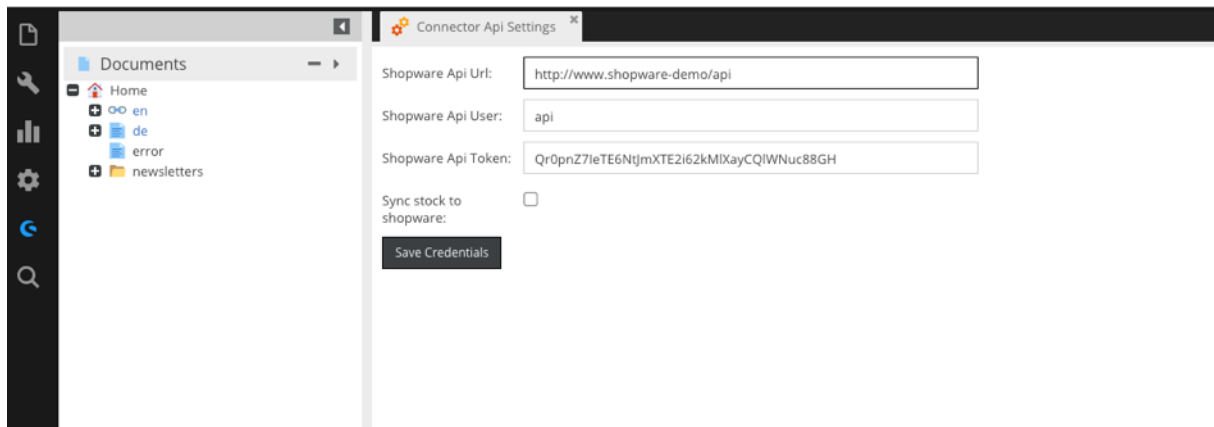 Connector Api Settings
Documents
Home
en
de
error
newsletters
Shopware Api Url:
http://www.shopware-demo/api
Shopware Api User:
api
Shopware Api Token:
Qr0pnZ7IeTE6NtJmXTE2i62kMlXayCQlWNuc88GH
Sync stock to
shopware:
Save Credentials